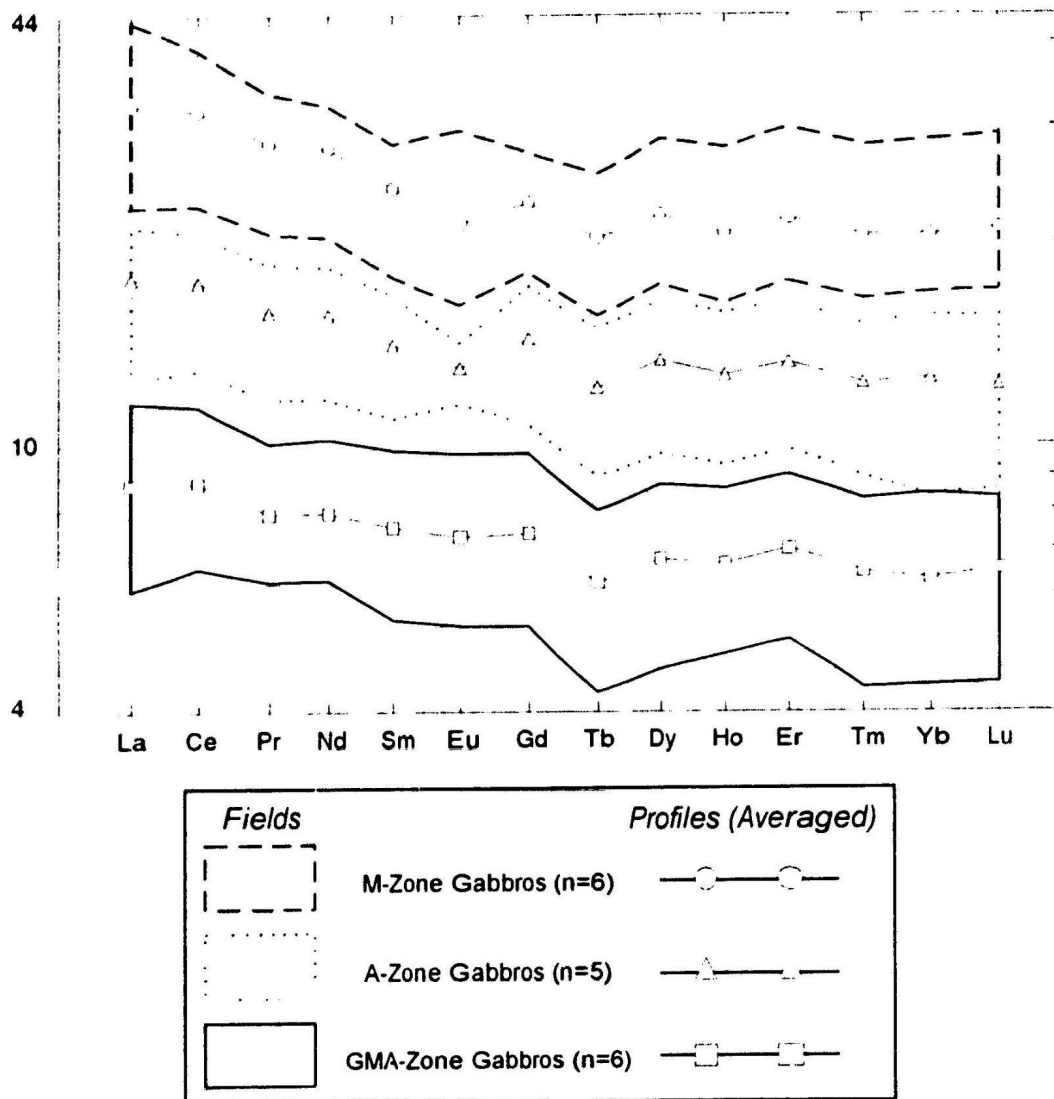 44
10
4
La Ce Pr Nd Sm Eu Gd Tb Dy Ho Er Tm Yb Lu
Fields Profiles (Averaged)
M-Zone Gabbros (n=6)
A-Zone Gabbros (n=5)
GMA-Zone Gabbros (n=6)